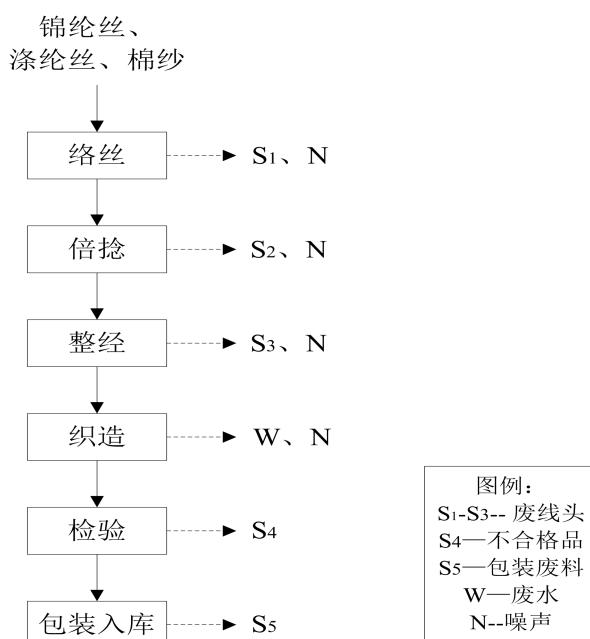 锦纶丝、
涤纶丝、棉纱
络丝
S1、N
倍捻
S2、N
整经
S3、N
织造
W、N
检验
S4
包装入库
S5
图例：
S1-S3-- 废线头
S4—不合格品
S5—包装废料
W—废水
N--噪声